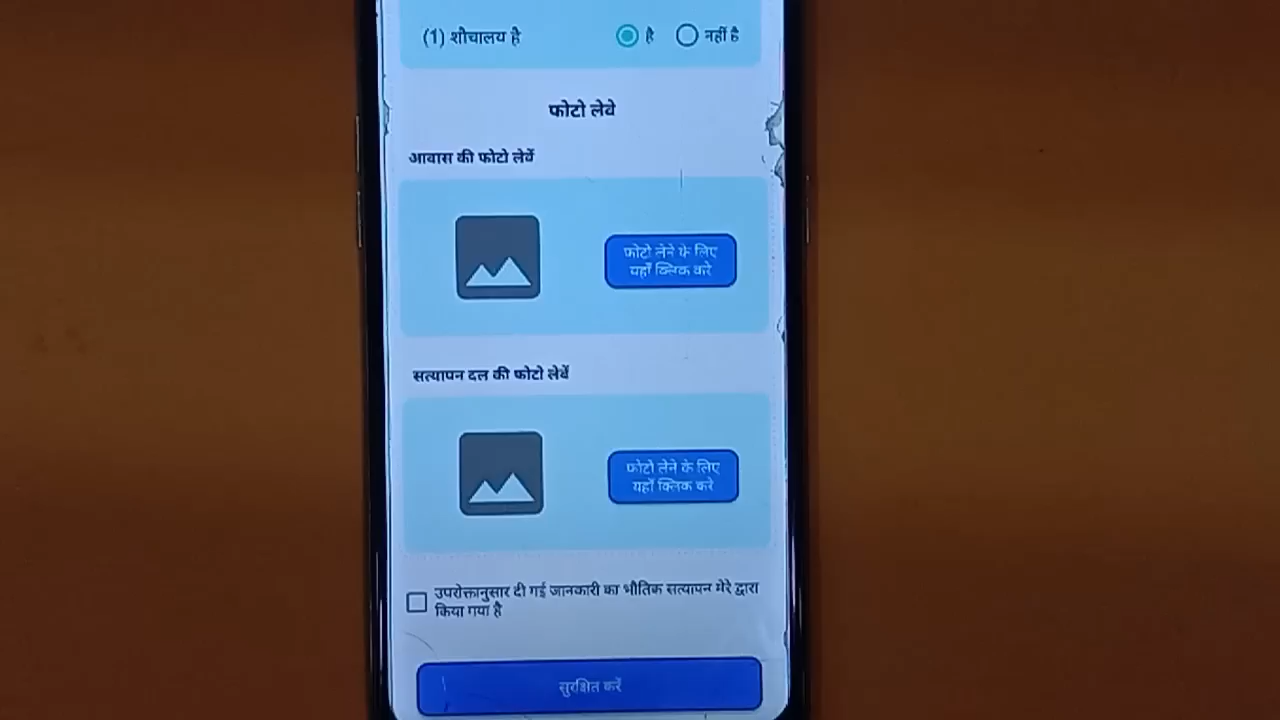 (1) शौचालय है
है
नहीं है
फोटो लेवे
आवास की फोटो लेवें
फोटो लेने के लिए
यहाँ क्लिक करे
सत्यापन दल की फोटो लेवें
फोटो लेने के लिए
यहाँ क्लिक करे
उपरोक्तानुसार दी गई जानकारी का भौतिक सत्यापन मेरे द्वारा
किया गया है
सुरक्षित करें